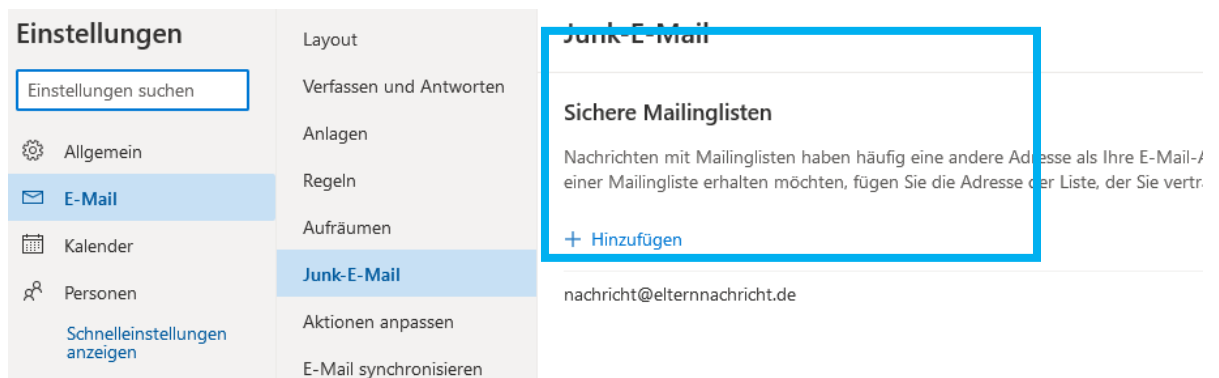 Einstellungen
Einstellungen suchen
Allgemein
E-Mail
Kalender
Personen
Schnelleinstellungen
anzeigen
Layout
Verfassen und Antworten
Anlagen
Regeln
Aufräumen
Junk-E-Mail
Aktionen anpassen
E-Mail synchronisieren
Junk-E-Mail
Sichere Mailinglisten
Nachrichten mit Mailinglisten haben häufig eine andere Adresse als Ihre E-Mail-
einer Mailingliste erhalten möchten, fügen Sie die Adresse der Liste, der Sie
+ Hinzufügen
nachricht@elternnachricht.de